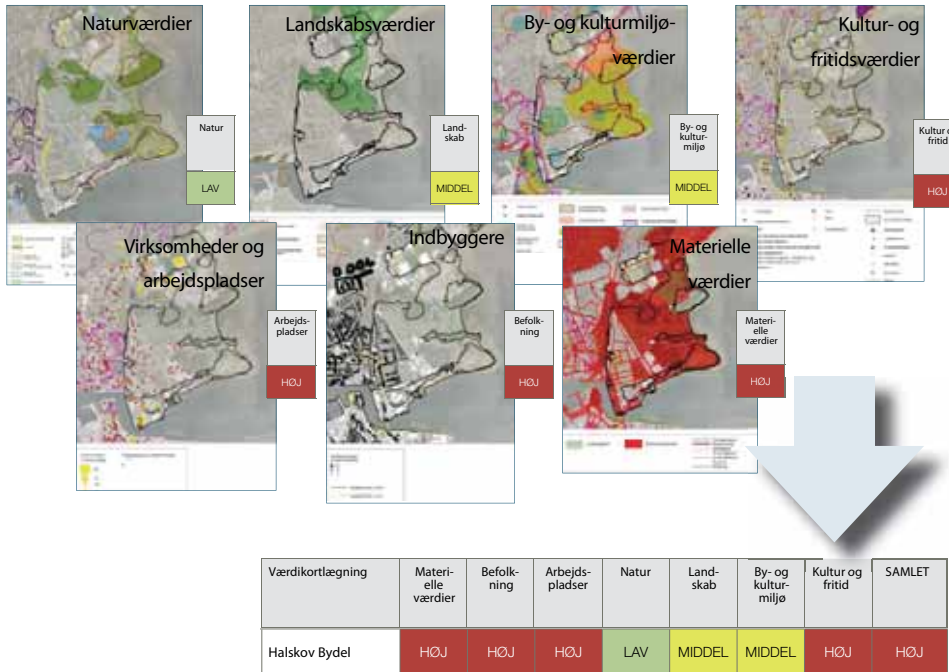 Naturværdier
Natur
LAV
Landskabsværdier
Land-
skab
MIDDEL
By- og kulturmiljø-
værdier
By- og
kultur-
miljø
MIDDEL
Kultur- og
fritidsværdier
Kultur o
fritid
HØJ
Virksomheder og
arbejdspladser
Arbejds-
pladser
HØJ
Indbyggere
Befolk-
ning
HØJ
Materielle
værdier
Materi-
elle
værdier
HØJ
Værdikortlægning Materi-
elle
værdier Befolk-
ning Arbejds-
pladser Natur Land-
skab By- og
kultur-
miljø Kultur og
fritid SAMLET
Halskov Bydel HØJ HØJ HØJ LAV MIDDEL MIDDEL HØJ HØJ